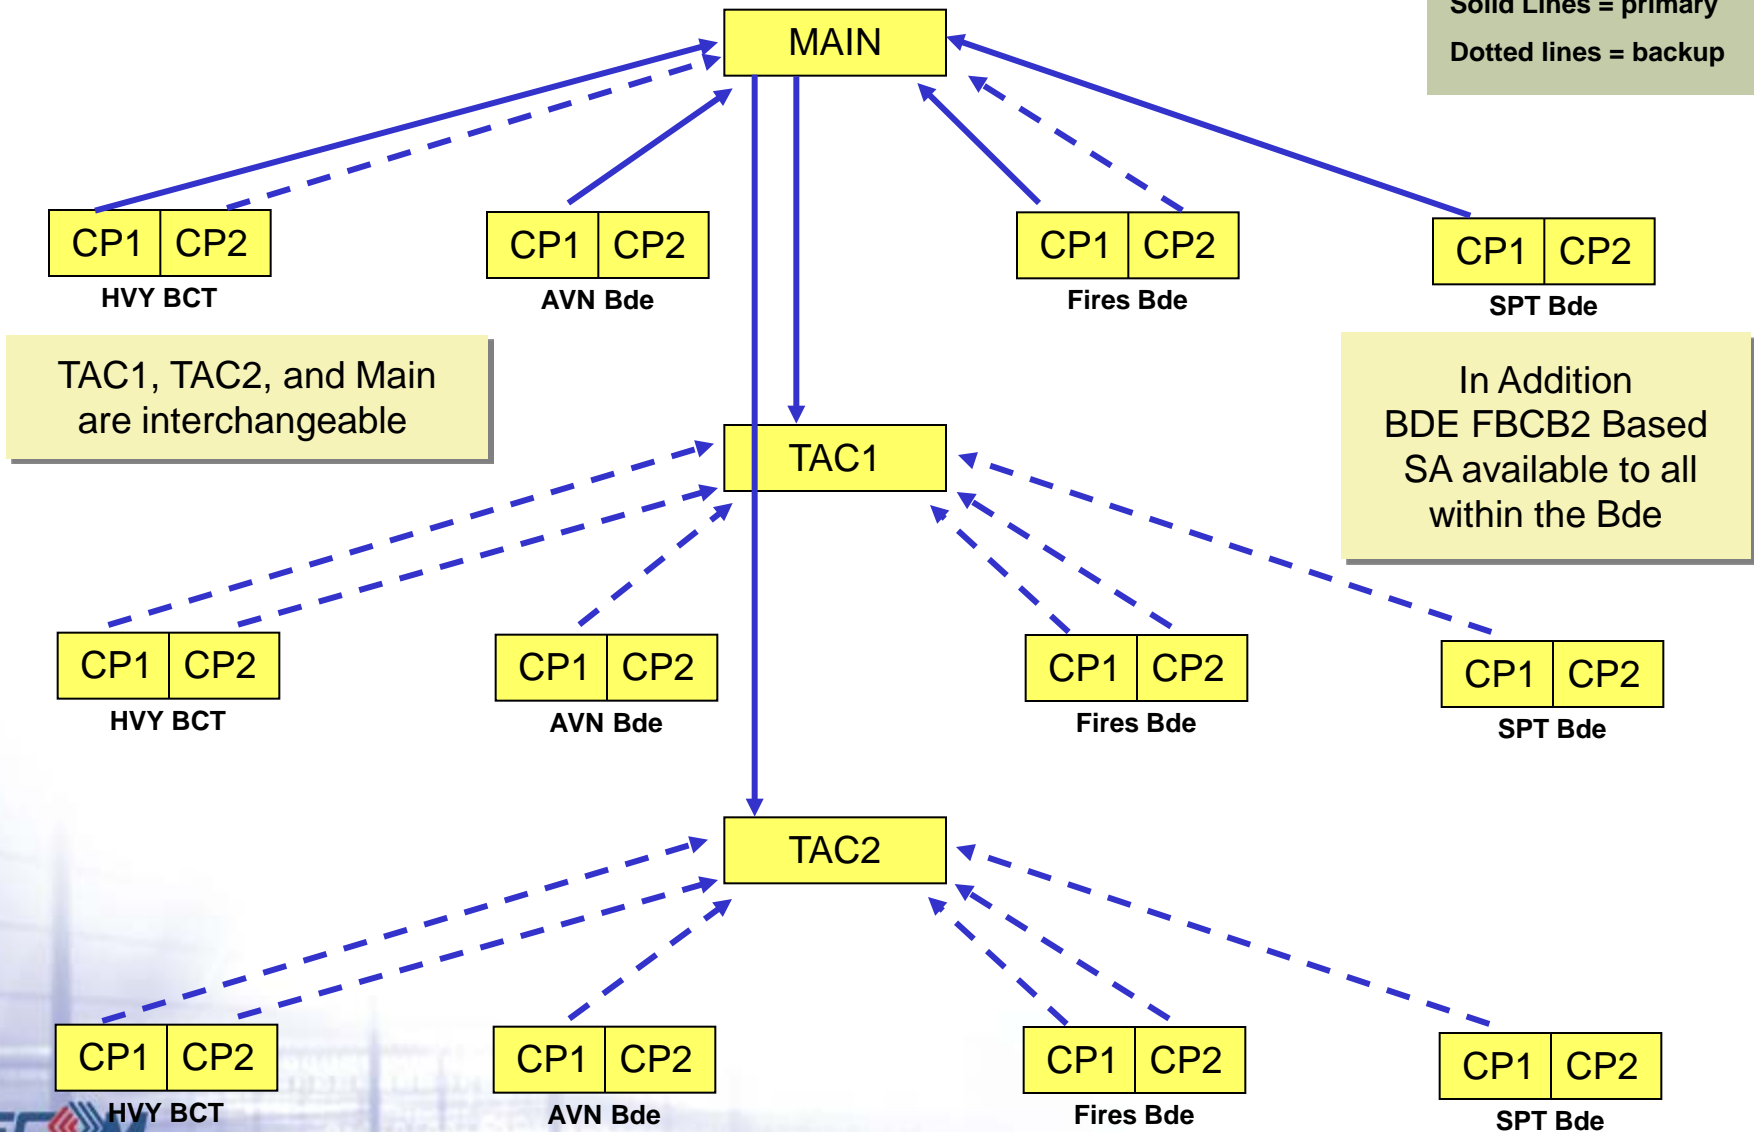 Solid Lines = primary
Dotted lines = backup
MAIN
CP1 CP2
HVY BCT
CP1 CP2
AVN Bde
CP1 CP2
Fires Bde
CP1 CP2
SPT Bde
TAC1, TAC2, and Main
are interchangeable
In Addition
BDE FBCB2 Based
SA available to all
within the Bde
TAC1
CP1 CP2
HVY BCT
CP1 CP2
AVN Bde
CP1 CP2
Fires Bde
CP1 CP2
SPT Bde
TAC2
CP1 CP2
HVY BCT
CP1 CP2
AVN Bde
CP1 CP2
Fires Bde
CP1 CP2
SPT Bde